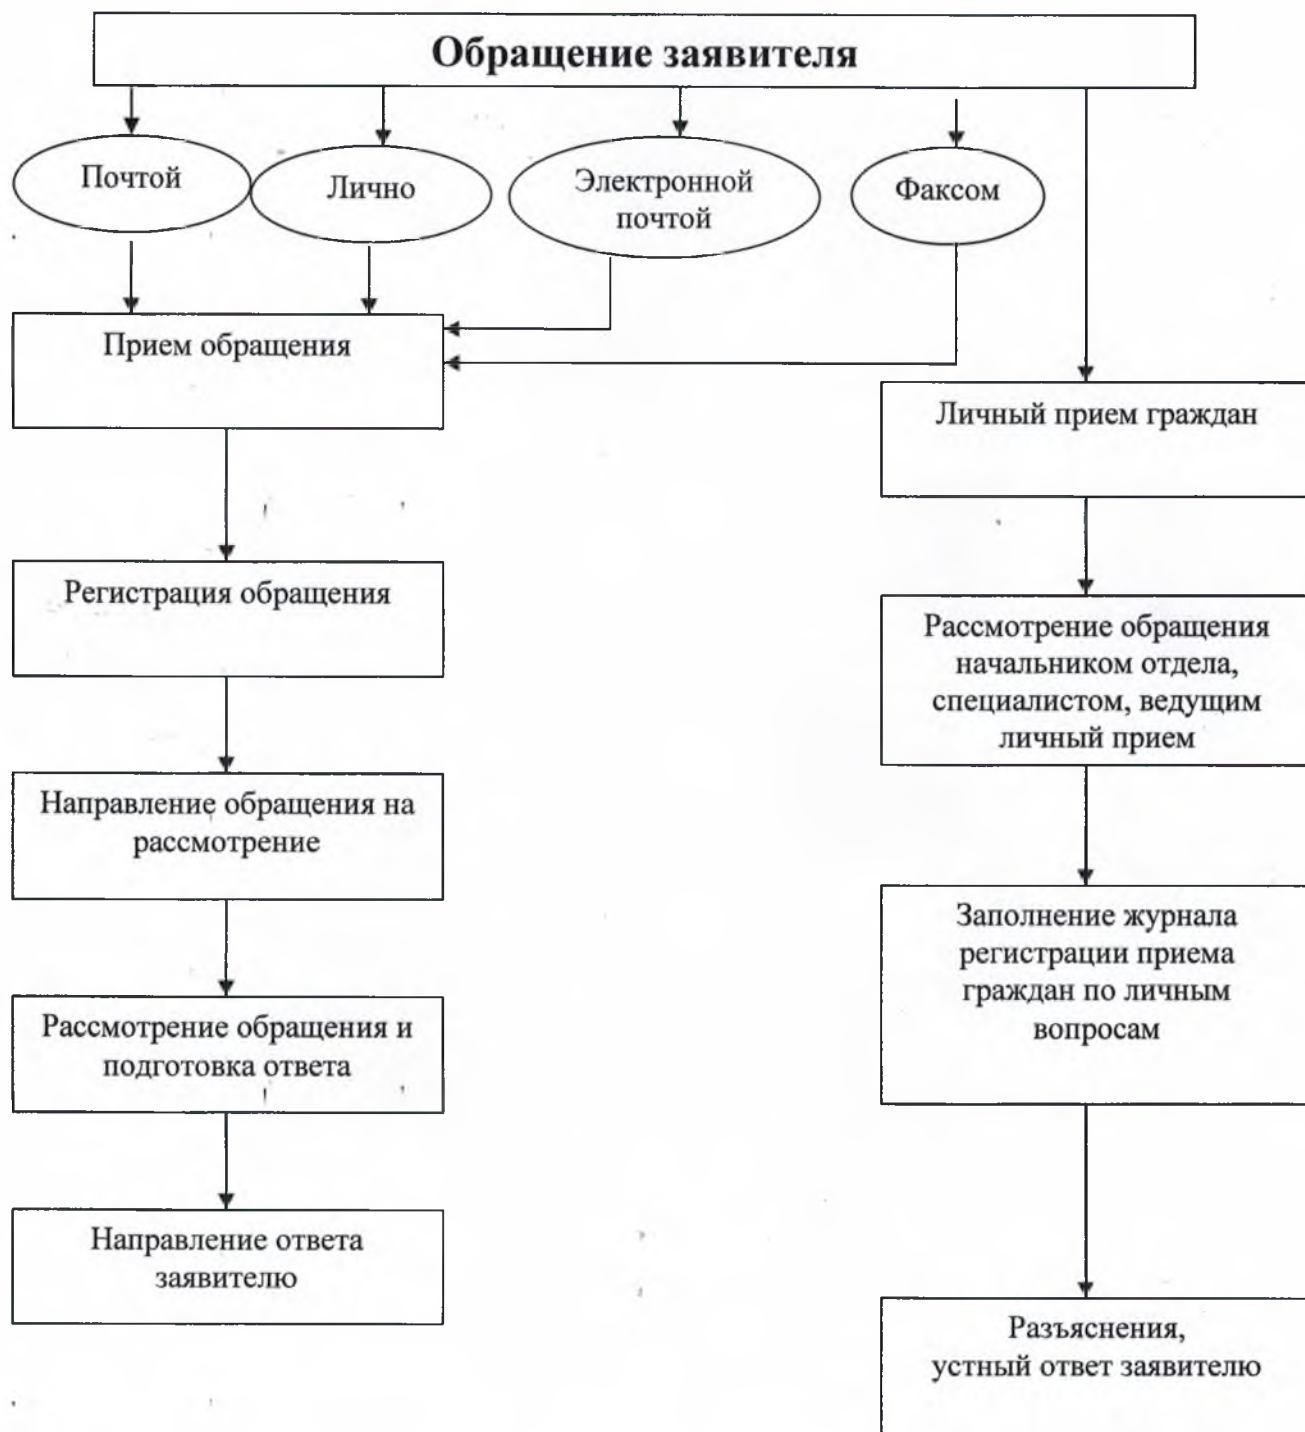 Обращение заявителя
Почтой
Лично
Электронной
почтой
Факсом
Прием обращения
Личный прием граждан
Регистрация обращения
Рассмотрение обращения
начальником отдела,
специалистом, ведущим
личный прием
Направление обращения на
рассмотрение
Заполнение журнала
регистрации приема
граждан по личным
вопросам
Рассмотрение обращения и
подготовка ответа
Направление ответа
заявителю
Разъяснения,
устный ответ заявителю